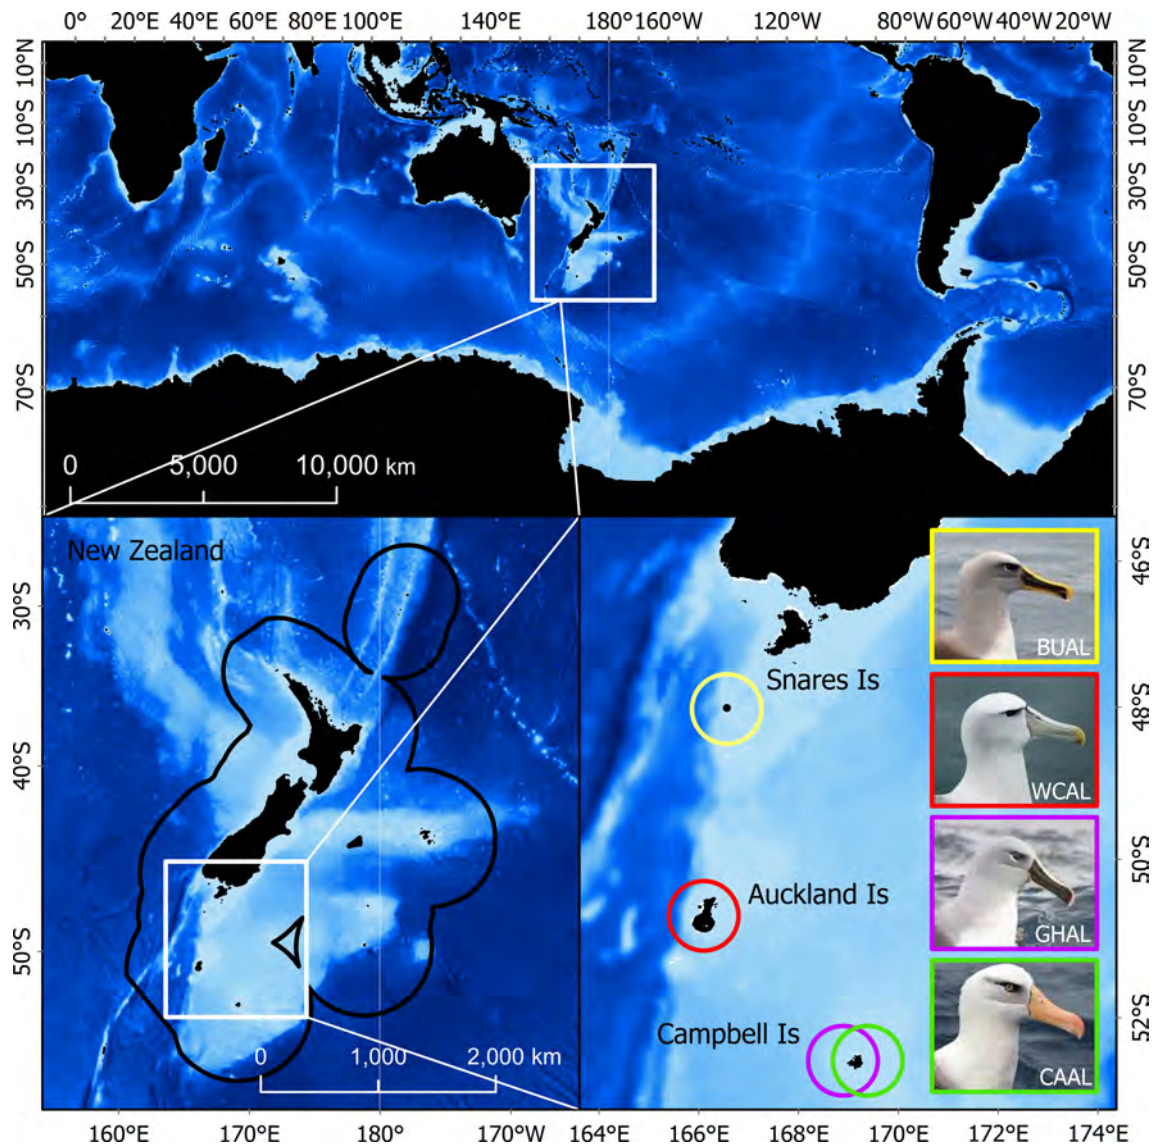 0° 20°E 40°E 60°E 80°E 100°E 140°E 180° 160°W 120°W 80°W 60°W 40°W 20°W
10°N 10°N
10°S 10°S
30°S 30°S
50°S 50°S
70°S 70°S
0 5,000 10,000 km
New Zealand
30°S
40°S
50°S
0 1,000 2,000 km
160°E 170°E 180° 170°W
Snares Is
Auckland Is
Campbell Is
BUAL
WCAL
GHAL
CAAL
46°S
48°S
50°S
52°S
164°E 166°E 168°E 170°E 172°E 174°E